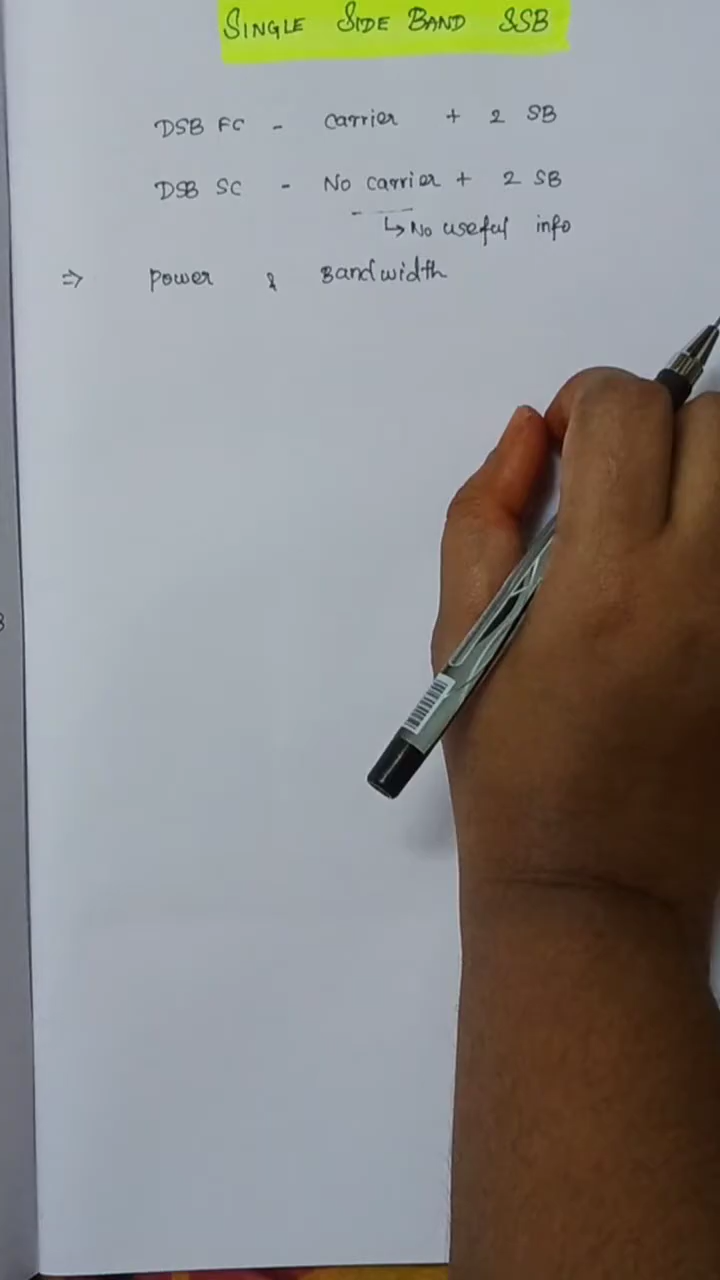 SINGLE SIDE BAND SSB
DSB FC - carrier + 2 SB
DSB SC - No carrier + 2 SB
↳ No useful info
⇒ power & Bandwidth